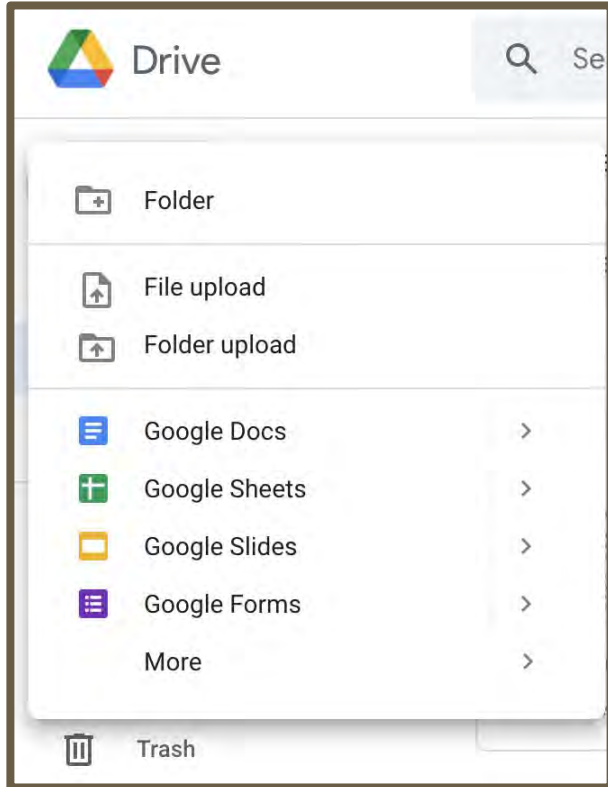 Drive
Se
Folder
File upload
Folder upload
Google Docs
Google Sheets
Google Slides
Google Forms
More
Trash